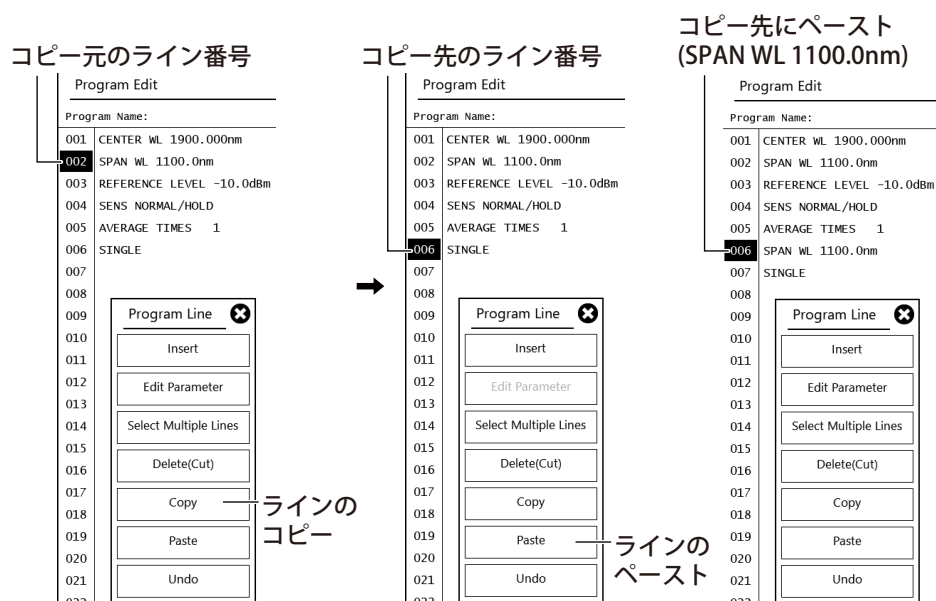 コピー元のライン番号
Program Edit
Program Name:
001 CENTER WL 1900.000nm
002 SPAN WL 1100.0nm
003 REFERENCE LEVEL -10.0dBm
004 SENS NORMAL/HOLD
005 AVERAGE TIMES 1
006 SINGLE
007
008
009
010
011
012
013
014
015
016
017
018
019
020
021
Program Line
Insert
Edit Parameter
Select Multiple Lines
Delete(Cut)
Copy
Paste
Undo
ラインの
コピー
コピー先のライン番号
Program Edit
Program Name:
001 CENTER WL 1900.000nm
002 SPAN WL 1100.0nm
003 REFERENCE LEVEL -10.0dBm
004 SENS NORMAL/HOLD
005 AVERAGE TIMES 1
006 SINGLE
007
008
009
010
011
012
013
014
015
016
017
018
019
020
021
Program Line
Insert
Edit Parameter
Select Multiple Lines
Delete(Cut)
Copy
Paste
Undo
ラインの
ペースト
コピー先にペースト
(SPAN WL 1100.0nm)
Program Edit
Program Name:
001 CENTER WL 1900.000nm
002 SPAN WL 1100.0nm
003 REFERENCE LEVEL -10.0dBm
004 SENS NORMAL/HOLD
005 AVERAGE TIMES 1
006 SPAN WL 1100.0nm
007 SINGLE
008
009
010
011
012
013
014
015
016
017
018
019
020
021
Program Line
Insert
Edit Parameter
Select Multiple Lines
Delete(Cut)
Copy
Paste
Undo